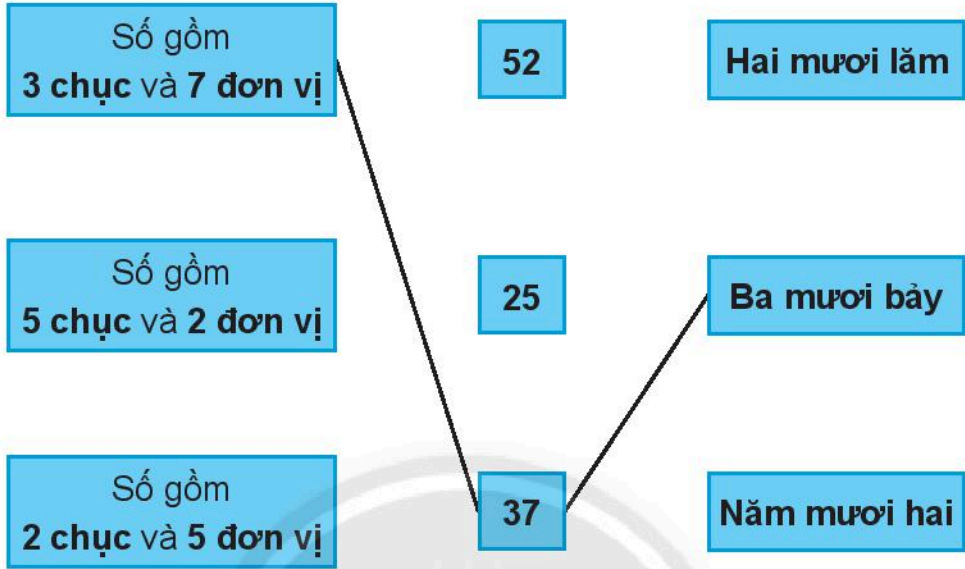 Số gồm
3 chục và 7 đơn vị
52
Hai mươi lăm
Số gồm
5 chục và 2 đơn vị
25
Ba mươi bảy
Số gồm
2 chục và 5 đơn vị
37
Năm mươi hai